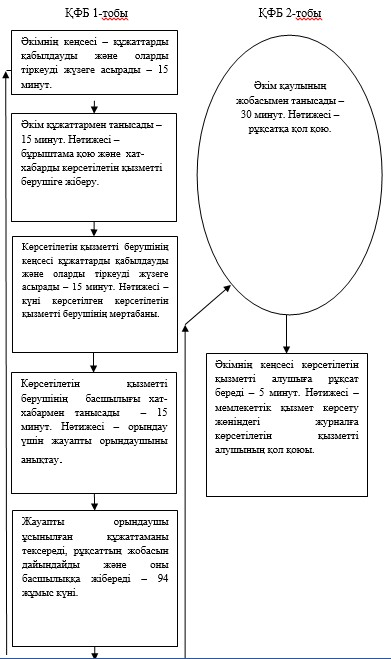 ҚФБ 1-тобы
Әкімнің кеңсесі – құжаттарды
қабылдауды және оларды
тіркеуді жүзеге асырады – 15
минут.
Әкім құжаттармен танысады –
15 минут. Нәтижесі –
бұрыштама қою және хат-
хабарды көрсетілетін қызметті
берушіге жіберу.
Көрсетілетін қызметті берушінің
кеңсесі құжаттарды қабылдауды
және оларды тіркеуді жүзеге
асырады – 15 минут. Нәтижесі –
күні көрсетілген көрсетілетін
қызметті берушінің мөртабаны.
Көрсетілетін қызметті
берушінің басшылығы хат-
хабармен танысады – 15
минут. Нәтижесі – орындау
үшін жауапты орындаушыны
анықтау.
Жауапты орындаушы
ұсынылған құжаттаманы
тексереді, рұқсаттың жобасын
дайындайды және оны
басшылыққа жібереді – 94
жұмыс күні.
ҚФБ 2-тобы
Әкім қаулының
жобасымен танысады –
30 минут. Нәтижесі –
рұқсатқа қол қою.
Әкімнің кеңсесі көрсетілетін
қызметті алушыға рұқсат
береді – 5 минут. Нәтижесі –
мемлекеттік қызмет көрсету
жөніндегі журналға
көрсетілетін қызметті
алушының қол қоюы.